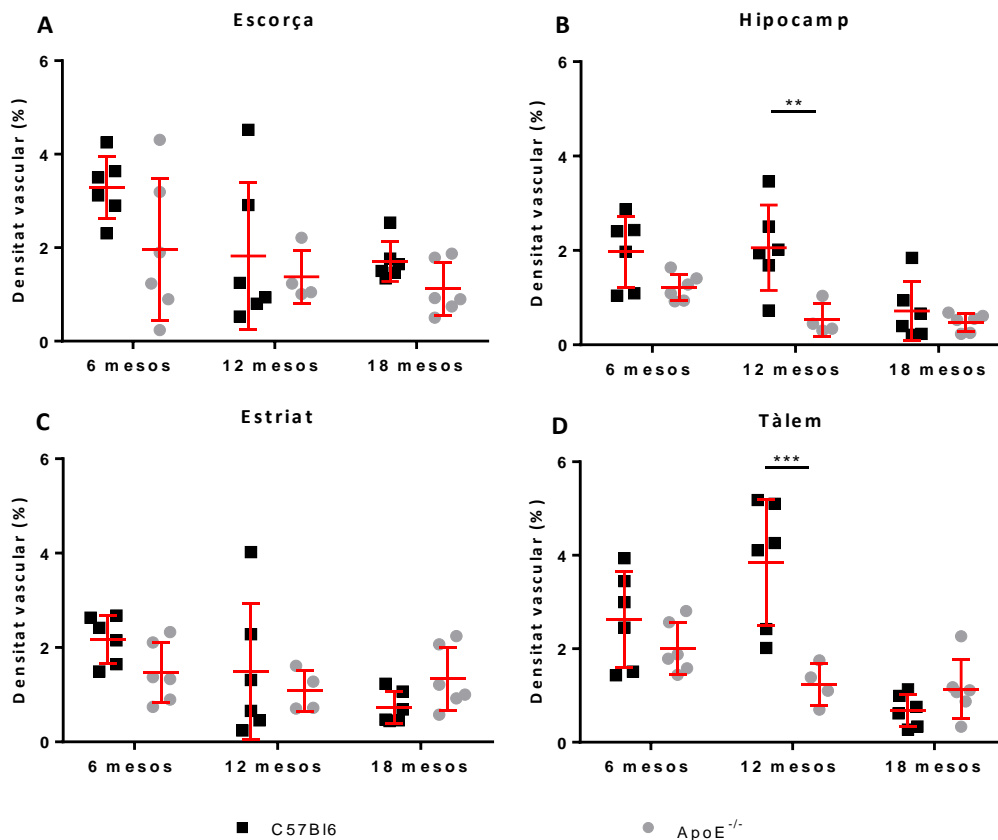 A
Escorça
Densitat vascular (%)
6
4
2
0
6 mesos
12 mesos
18 mesos
B
Hipocamp
Densitat vascular (%)
6
4
2
0
**
6 mesos
12 mesos
18 mesos
C
Estriat
Densitat vascular (%)
6
4
2
0
6 mesos
12 mesos
18 mesos
D
Tàlem
Densitat vascular (%)
6
4
2
0
***
6 mesos
12 mesos
18 mesos
C57Bl6
ApoE-/-